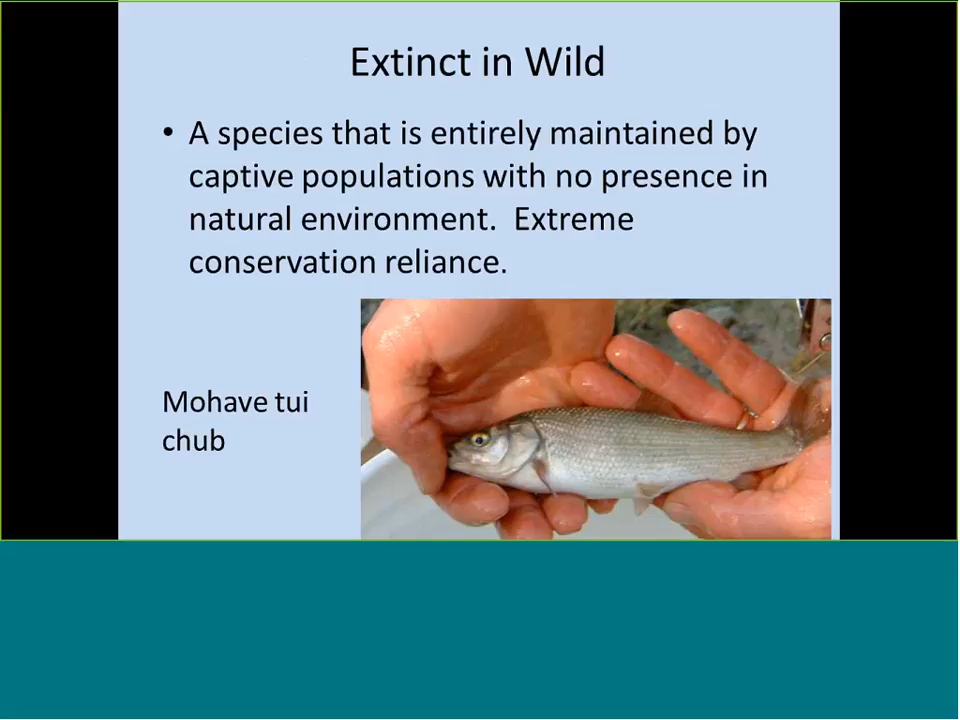 Extinct in Wild
• A species that is entirely maintained by
captive populations with no presence in
natural environment.  Extreme
conservation reliance.
Mohave tui
chub